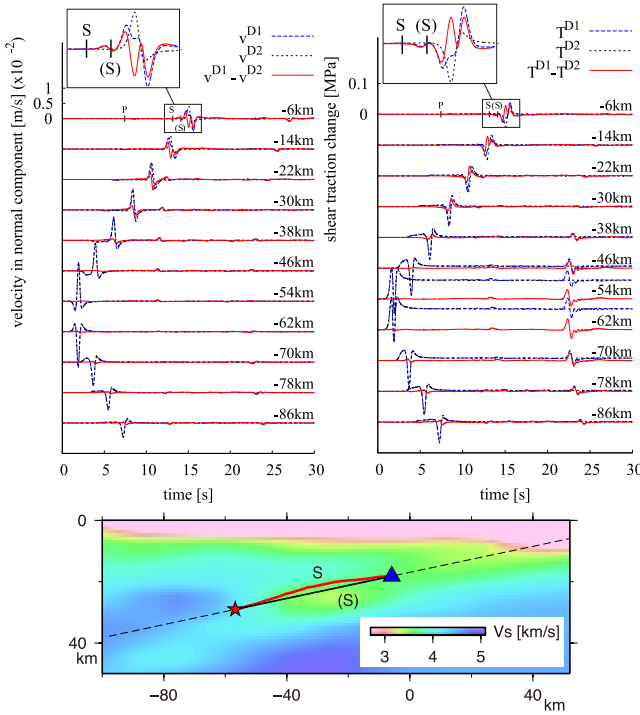 S
(S)
v^D1
v^D2
v^D1 - v^D2
velocity in normal component [m/s] (x10^-2)
1
0.5
0
P
S
(S)
-6km
-14km
-22km
-30km
-38km
-46km
-54km
-62km
-70km
-78km
-86km
0 5 10 15 20 25 30
time [s]
S
(S)
T^D1
T^D2
T^D1-T^D2
shear traction change [MPa]
0.1
0
P
S(S)
-6km
-14km
-22km
-30km
-38km
-46km
-54km
-62km
-70km
-78km
-86km
0 5 10 15 20 25 30
time [s]
0
40
km
S
(S)
Vs [km/s]
3 4 5
−80 −40 0 40
km